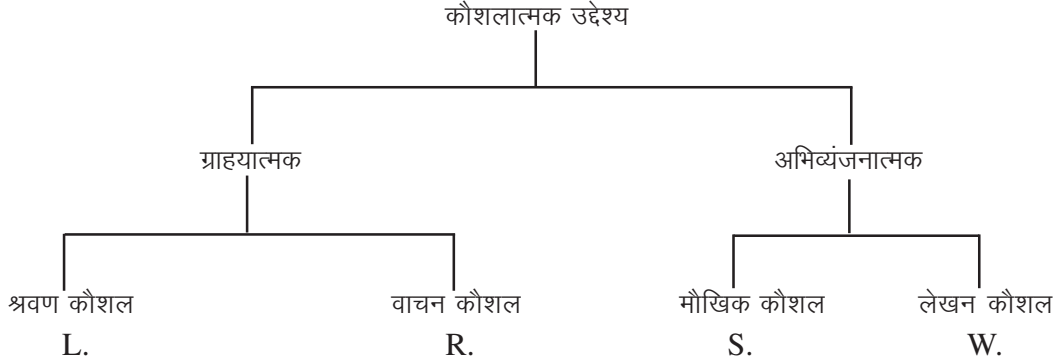 कौशलात्मक उद्देश्य
ग्राहयात्मक अभिव्यंजनात्मक
श्रवण कौशल वाचन कौशल मौखिक कौशल लेखन कौशल
L. R. S. W.